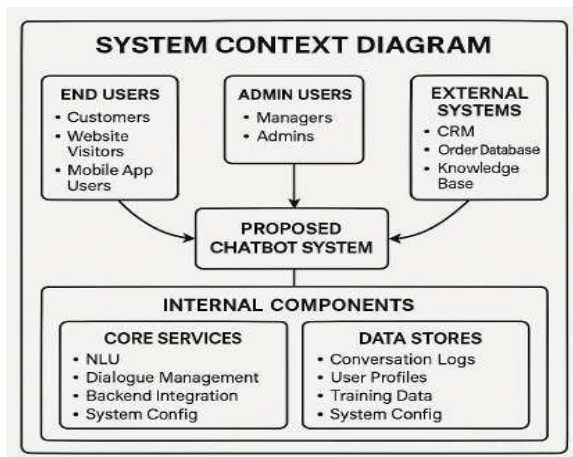 SYSTEM CONTEXT DIAGRAM
END USERS
• Customers
• Website
Visitors
• Mobile App
Users
ADMIN USERS
• Managers
• Admins
EXTERNAL
SYSTEMS
• CRM
• Order Database
• Knowledge
Base
PROPOSED
CHATBOT SYSTEM
INTERNAL COMPONENTS
CORE SERVICES
• NLU
• Dialogue Management
• Backend Integration
• System Config
DATA STORES
• Conversation Logs
• User Profiles
• Training Data
• System Config